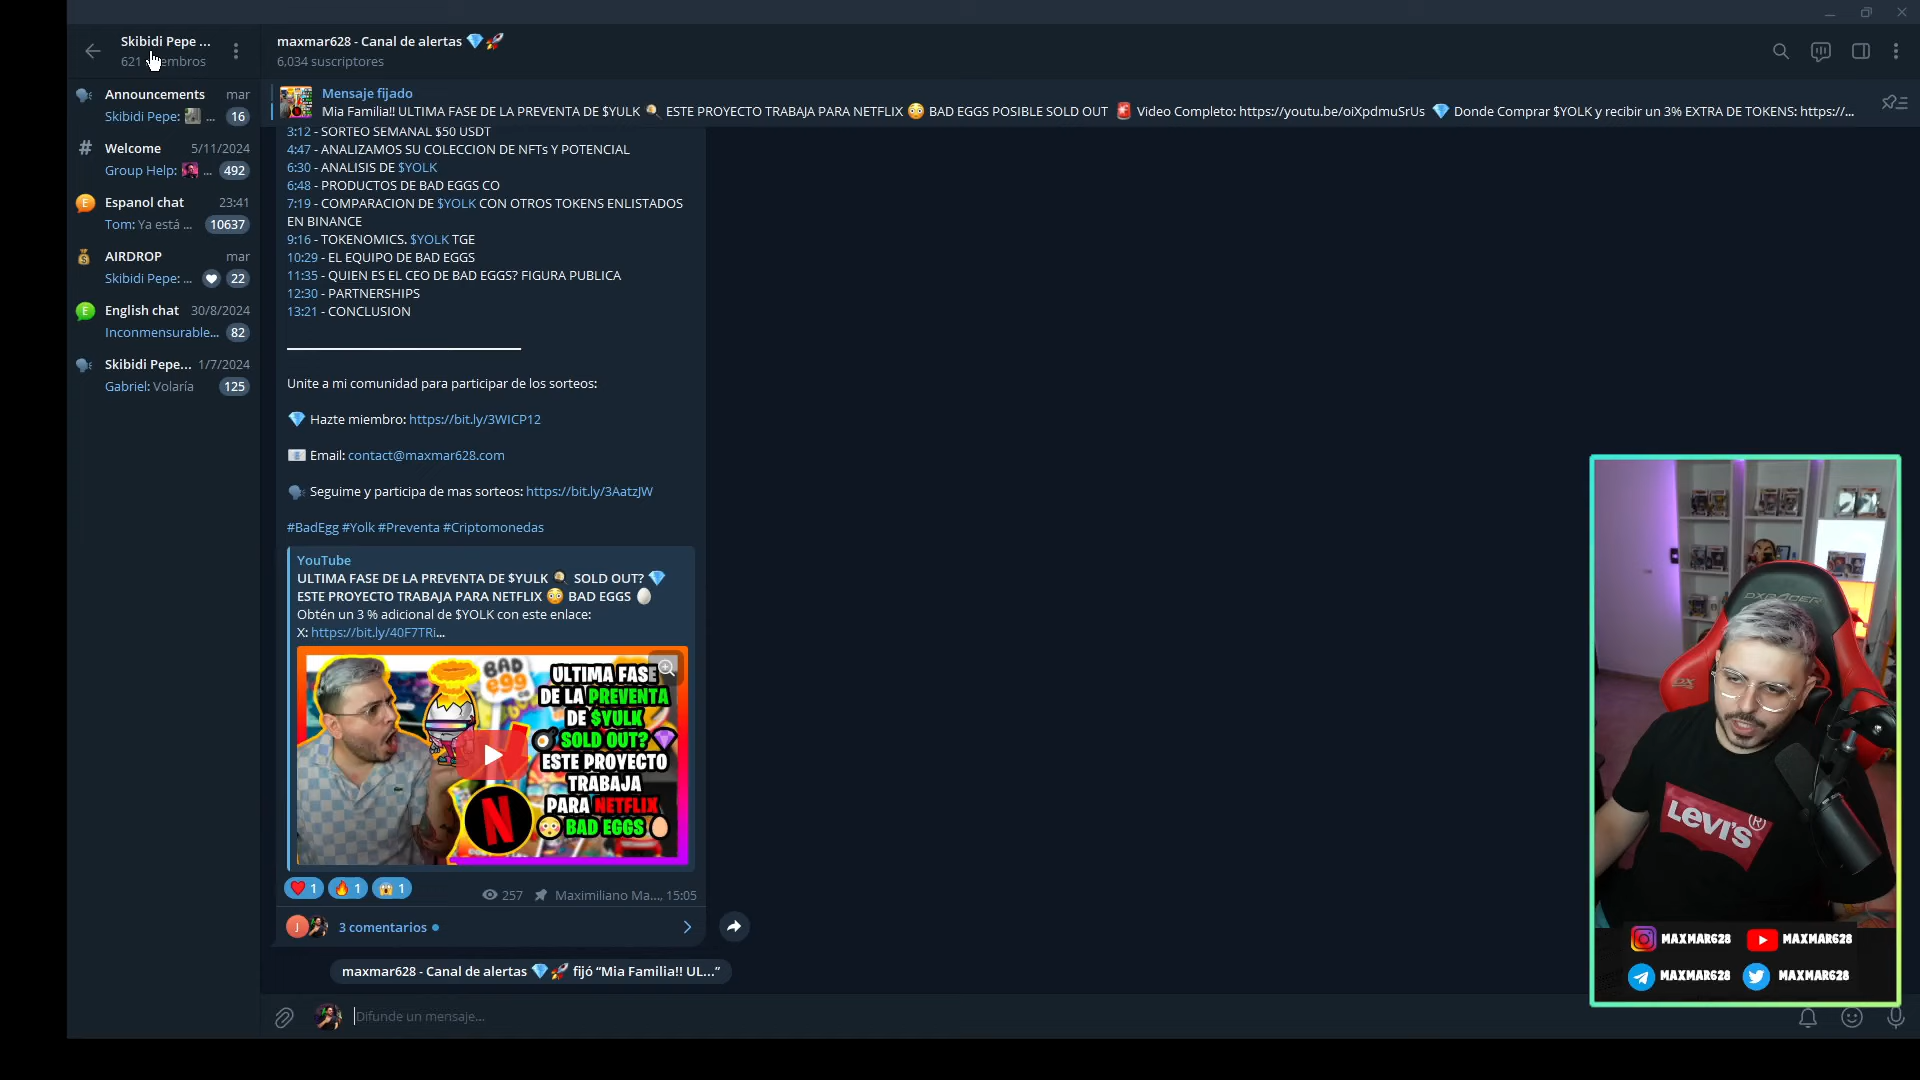 Skibidi Pepe ...
621
mbros
Announcements mar
Skibidi Pepe: ... 16
# Welcome 5/11/2024
Group Help: ... 492
E Espanol chat 23:41
Tom: Ya está ... 10637
AIRDROP mar
Skibidi Pepe: ... 22
E English chat 30/8/2024
Inconmensurable... 82
Skibidi Pepe... 1/7/2024
Gabriel: Volaría 125
maxmar628 - Canal de alertas 💎🚀
6,034 suscriptores
Mensaje fijado
Mia Familia!! ULTIMA FASE DE LA PREVENTA DE $YULK 🍳 ESTE PROYECTO TRABAJA PARA NETFLIX 😳 BAD EGGS POSIBLE SOLD OUT 🚨 Video Completo: https://youtu.be/oiXpdmuSrUs 💎 Donde Comprar $YOLK y recibir un 3% EXTRA DE TOKENS: https://...
3:12 - SORTEO SEMANAL $50 USDT
4:47 - ANALIZAMOS SU COLECCION DE NFTs Y POTENCIAL
6:30 - ANALISIS DE $YOLK
6:48 - PRODUCTOS DE BAD EGGS CO
7:19 - COMPARACION DE $YOLK CON OTROS TOKENS ENLISTADOS
EN BINANCE
9:16 - TOKENOMICS. $YOLK TGE
10:29 - EL EQUIPO DE BAD EGGS
11:35 - QUIEN ES EL CEO DE BAD EGGS? FIGURA PUBLICA
12:30 - PARTNERSHIPS
13:21 - CONCLUSION
Unite a mi comunidad para participar de los sorteos:
💎 Hazte miembro: https://bit.ly/3WICP12
📧 Email: contact@maxmar628.com
🗣 Seguime y participa de mas sorteos: https://bit.ly/3AatzJW
#BadEgg #Yolk #Preventa #Criptomonedas
YouTube
ULTIMA FASE DE LA PREVENTA DE $YULK 🍳 SOLD OUT? 💎
ESTE PROYECTO TRABAJA PARA NETFLIX 😳 BAD EGGS 🥚
Obtén un 3 % adicional de $YOLK con este enlace:
X: https://bit.ly/40F7TRi...
BAD
egg
co
ULTIMA FASE
DE LA PREVENTA
DE $YULK
SOLD OUT?
ESTE PROYECTO
TRABAJA
PARA NETFLIX
BAD EGGS
N
❤️ 1 🔥 1 😱 1
257 Maximiliano Ma..., 15:05
J 3 comentarios
maxmar628 - Canal de alertas 💎🚀 fijó “Mia Familia!! UL...”
Difunde un mensaje...
DXRACER
DX
Levi's®
MAXMAR628 MAXMAR628
MAXMAR628 MAXMAR628